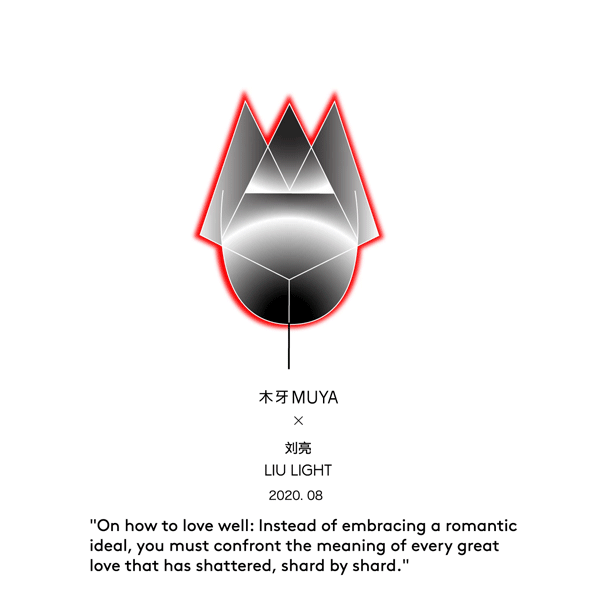 木牙MUYA
×
刘亮
LIU LIGHT
2020. 08
"On how to love well: Instead of embracing a romantic
ideal, you must confront the meaning of every great
love that has shattered, shard by shard."